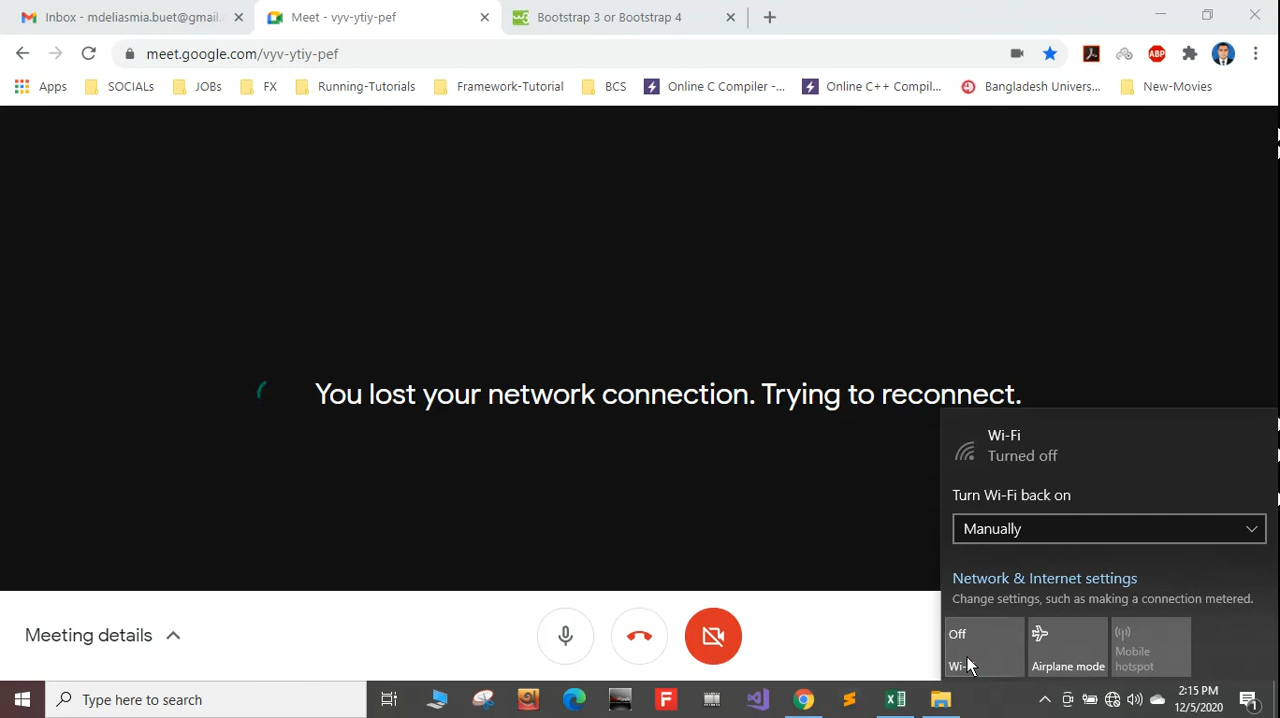 Inbox - mdeliasmia.buet@gmail.
Meet - vyv-ytiy-pef
Bootstrap 3 or Bootstrap 4
meet.google.com/vyv-ytiy-pef
ABP
Apps
SOCIALs
JOBs
FX
Running-Tutorials
Framework-Tutorial
BCS
Online C Compiler -...
Online C++ Compil...
Bangladesh Univers...
New-Movies
You lost your network connection. Trying to reconnect.
Wi-Fi
Turned off
Turn Wi-Fi back on
Manually
Network & Internet settings
Change settings, such as making a connection metered.
Off
Wi-
Airplane mode
Mobile
hotspot
Meeting details
Type here to search
2:15 PM
12/5/2020
1